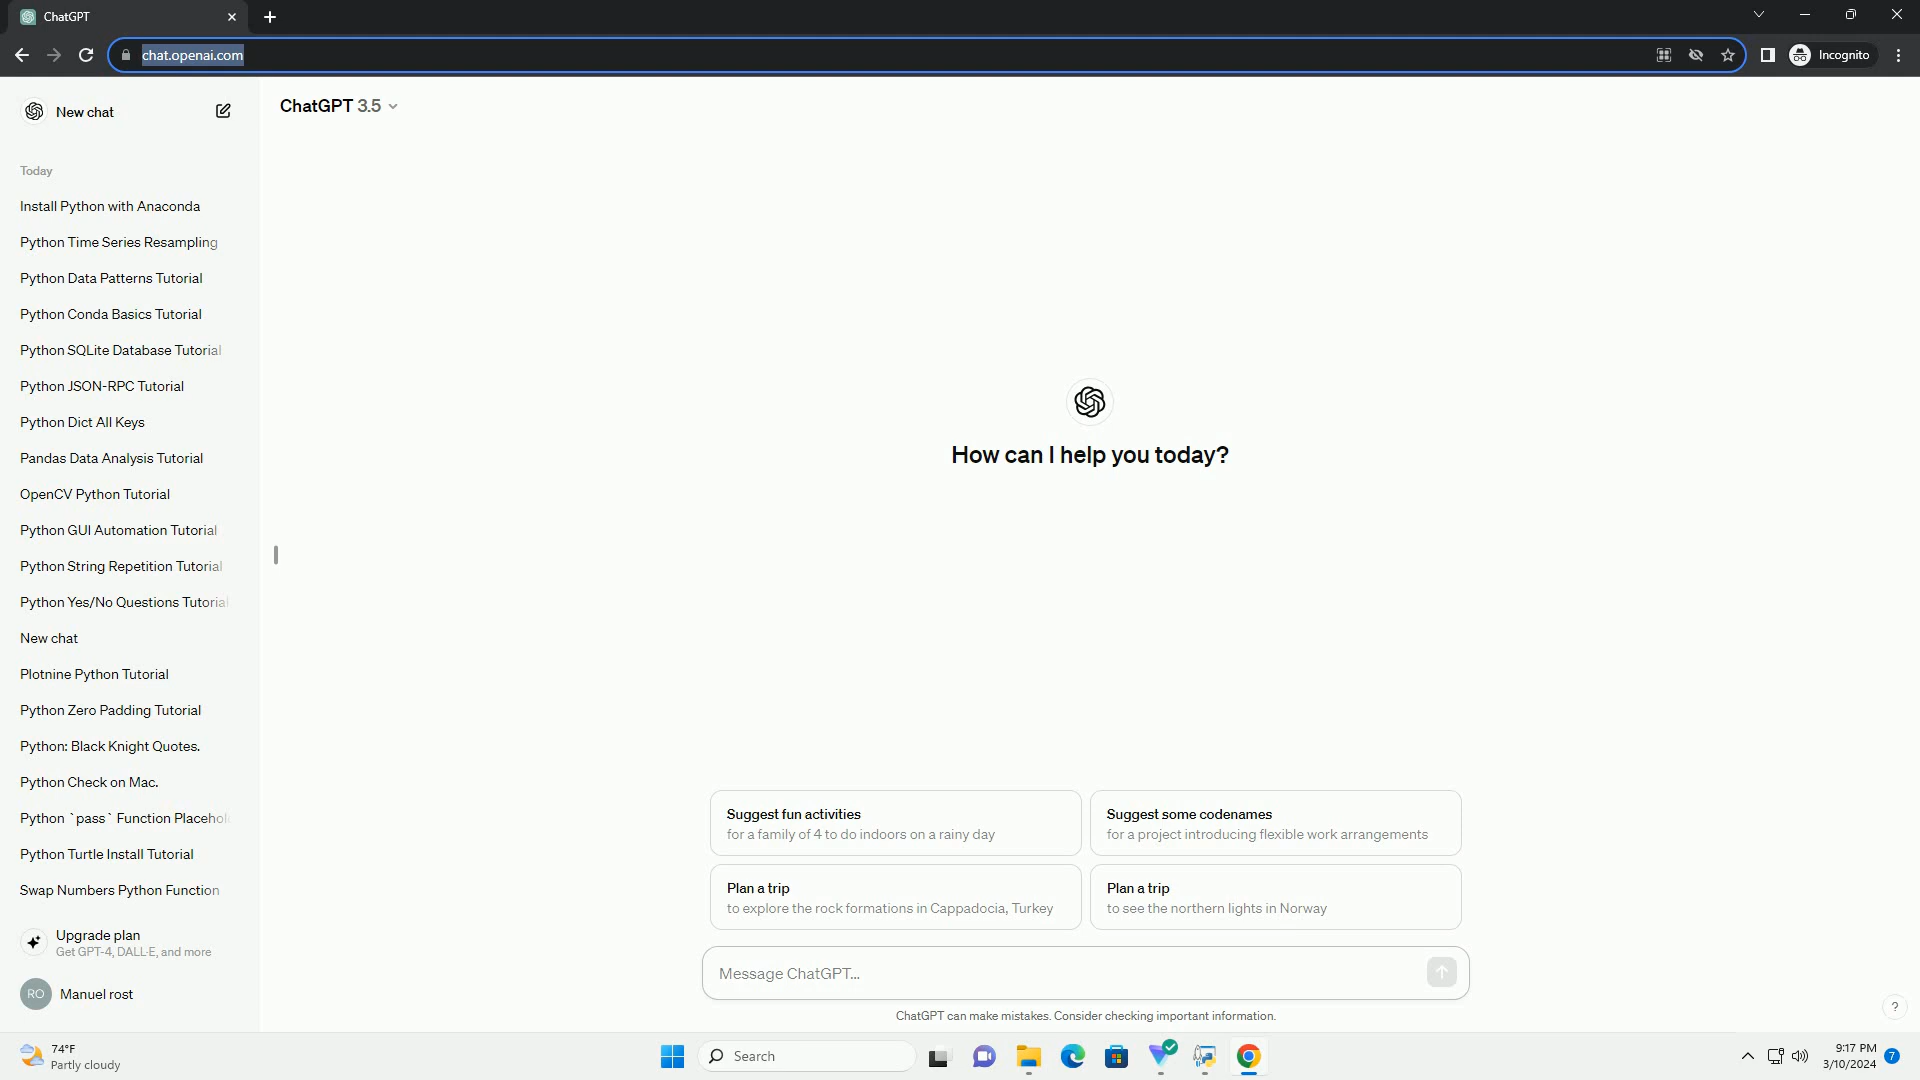 ChatGPT
chat.openai.com
Incognito
New chat
ChatGPT 3.5
Today
Install Python with Anaconda
Python Time Series Resampling
Python Data Patterns Tutorial
Python Conda Basics Tutorial
Python SQLite Database Tutorial
Python JSON-RPC Tutorial
Python Dict All Keys
Pandas Data Analysis Tutorial
OpenCV Python Tutorial
Python GUI Automation Tutorial
Python String Repetition Tutorial
Python Yes/No Questions Tutorial
New chat
Plotnine Python Tutorial
Python Zero Padding Tutorial
Python: Black Knight Quotes.
Python Check on Mac.
Python `pass` Function Placehol
Python Turtle Install Tutorial
Swap Numbers Python Function
Upgrade plan
Get GPT-4, DALL·E, and more
RO Manuel rost
How can I help you today?
Suggest fun activities
for a family of 4 to do indoors on a rainy day
Suggest some codenames
for a project introducing flexible work arrangements
Plan a trip
to explore the rock formations in Cappadocia, Turkey
Plan a trip
to see the northern lights in Norway
Message ChatGPT...
ChatGPT can make mistakes. Consider checking important information.
?
74°F
Partly cloudy
Search
9:17 PM
3/10/2024
7